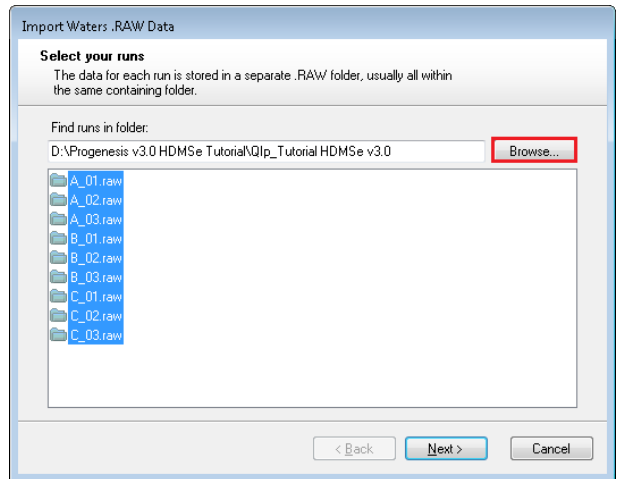 Import Waters .RAW Data
Select your runs
The data for each run is stored in a separate .RAW folder, usually all within
the same containing folder.
Find runs in folder:
D:\Progenesis v3.0 HDMSe Tutorial\QIp_Tutorial HDMSe v3.0
Browse...
A_01.raw
A_02.raw
A_03.raw
B_01.raw
B_02.raw
B_03.raw
C_01.raw
C_02.raw
C_03.raw
< Back
Next >
Cancel